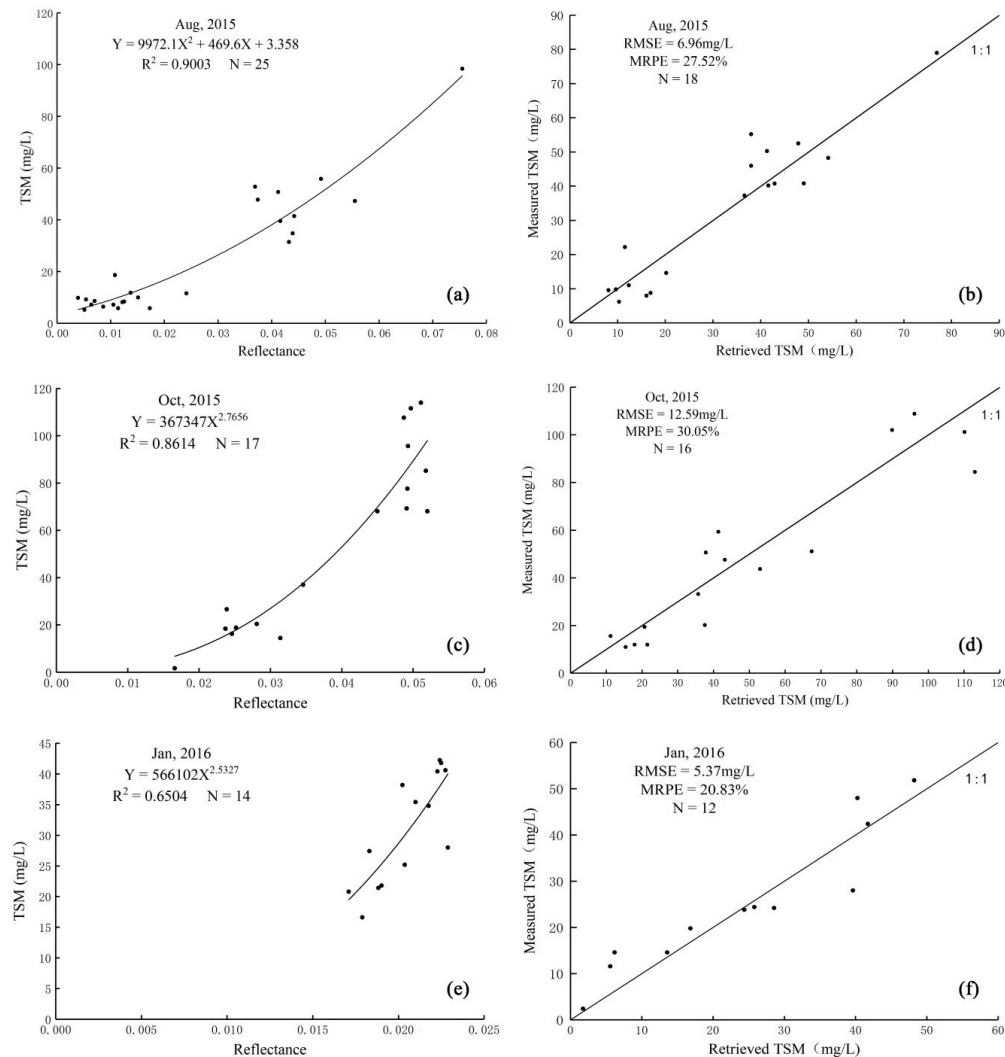 Aug, 2015
Y = 9972.1X² + 469.6X + 3.358
R² = 0.9003 N = 25
120
100
80
60
40
20
0
0.00 0.01 0.02 0.03 0.04 0.05 0.06 0.07 0.08
TSM (mg/L)
Reflectance
(a)
Aug, 2015
RMSE = 6.96mg/L
MRPE = 27.52%
N = 18
1:1
90
80
70
60
50
40
30
20
10
0
0 10 20 30 40 50 60 70 80 90
Measured TSM (mg/L)
Retrieved TSM (mg/L)
(b)
Oct, 2015
Y = 367347X^2.7656
R² = 0.8614 N = 17
120
100
80
60
40
20
0
0.00 0.01 0.02 0.03 0.04 0.05 0.06
TSM (mg/L)
Reflectance
(c)
Oct, 2015
RMSE = 12.59mg/L
MRPE = 30.05%
N = 16
1:1
120
100
80
60
40
20
0
0 10 20 30 40 50 60 70 80 90 100 110 120
Measured TSM (mg/L)
Retrieved TSM (mg/L)
(d)
Jan, 2016
Y = 566102X^2.5327
R² = 0.6504 N = 14
45
40
35
30
25
20
15
10
5
0
0.000 0.005 0.010 0.015 0.020 0.025
TSM (mg/L)
Reflectance
(e)
Jan, 2016
RMSE = 5.37mg/L
MRPE = 20.83%
N = 12
1:1
60
50
40
30
20
10
0
0 10 20 30 40 50 60
Measured TSM (mg/L)
Retrieved TSM (mg/L)
(f)